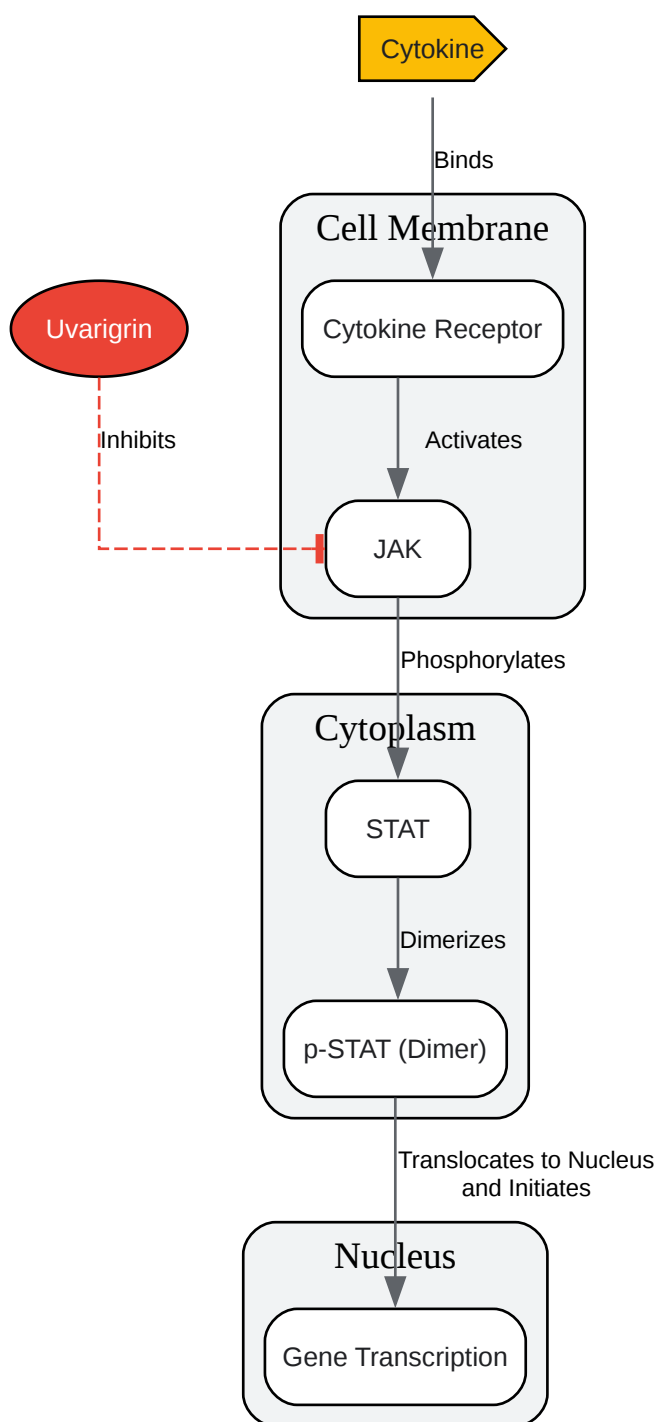 Cytokine
Binds
Cell Membrane
Uvarigrin
Cytokine Receptor
Inhibits
Activates
JAK
Phosphorylates
Cytoplasm
STAT
Dimerizes
p-STAT (Dimer)
Translocates to Nucleus
and Initiates
Nucleus
Gene Transcription